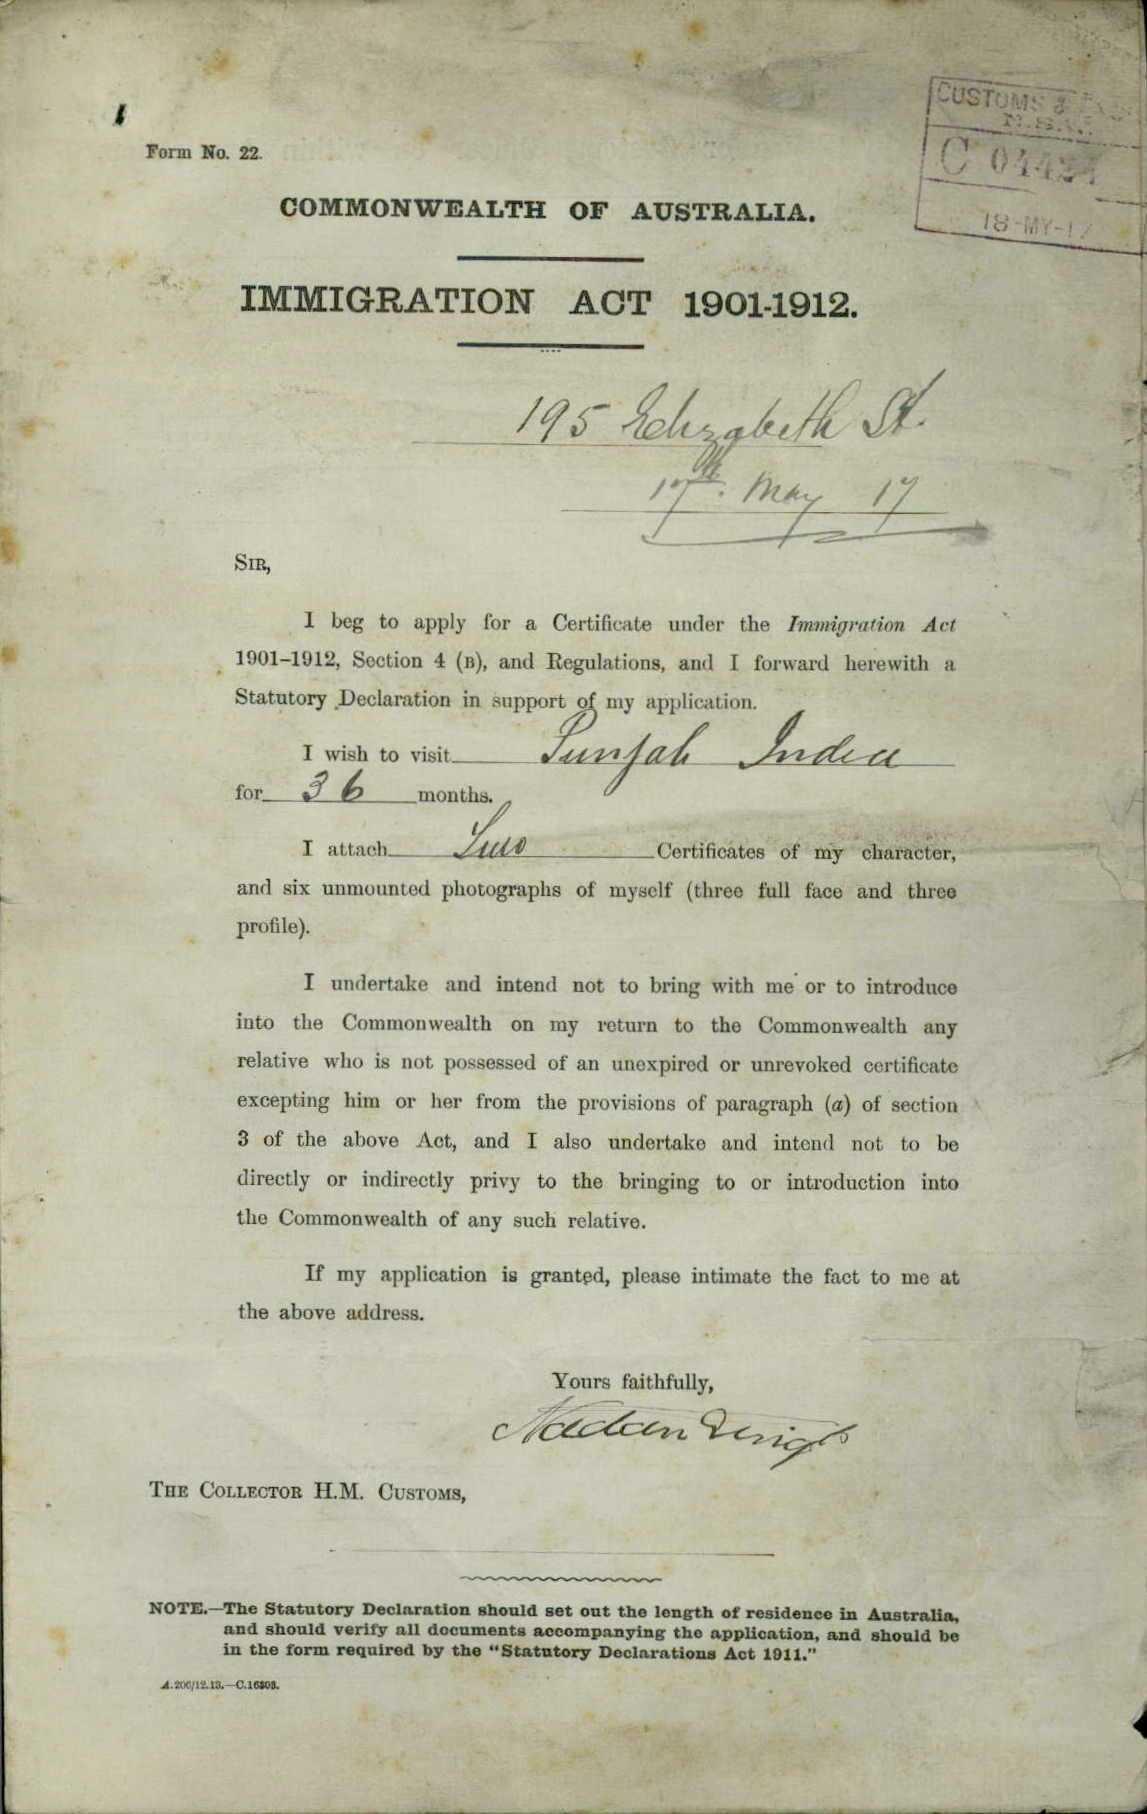 CUSTOMS &
N.S.W.
C 04424
18-MY-17
Form No. 22.
COMMONWEALTH OF AUSTRALIA.
IMMIGRATION ACT 1901-1912.
195 Elizabeth St.
17th. May 17
SIR,
I beg to apply for a Certificate under the Immigration Act
1901–1912, Section 4 (B), and Regulations, and I forward herewith a
Statutory Declaration in support of my application.
I wish to visit Punjab India
for 36 months.
I attach Two Certificates of my character,
and six unmounted photographs of myself (three full face and three
profile).
I undertake and intend not to bring with me or to introduce
into the Commonwealth on my return to the Commonwealth any
relative who is not possessed of an unexpired or unrevoked certificate
excepting him or her from the provisions of paragraph (a) of section
3 of the above Act, and I also undertake and intend not to be
directly or indirectly privy to the bringing to or introduction into
the Commonwealth of any such relative.
If my application is granted, please intimate the fact to me at
the above address.
Yours faithfully,
Nadan Singh
THE COLLECTOR H.M. CUSTOMS,
NOTE.—The Statutory Declaration should set out the length of residence in Australia,
and should verify all documents accompanying the application, and should be
in the form required by the "Statutory Declarations Act 1911."
A.200/12.13.—C.16303.